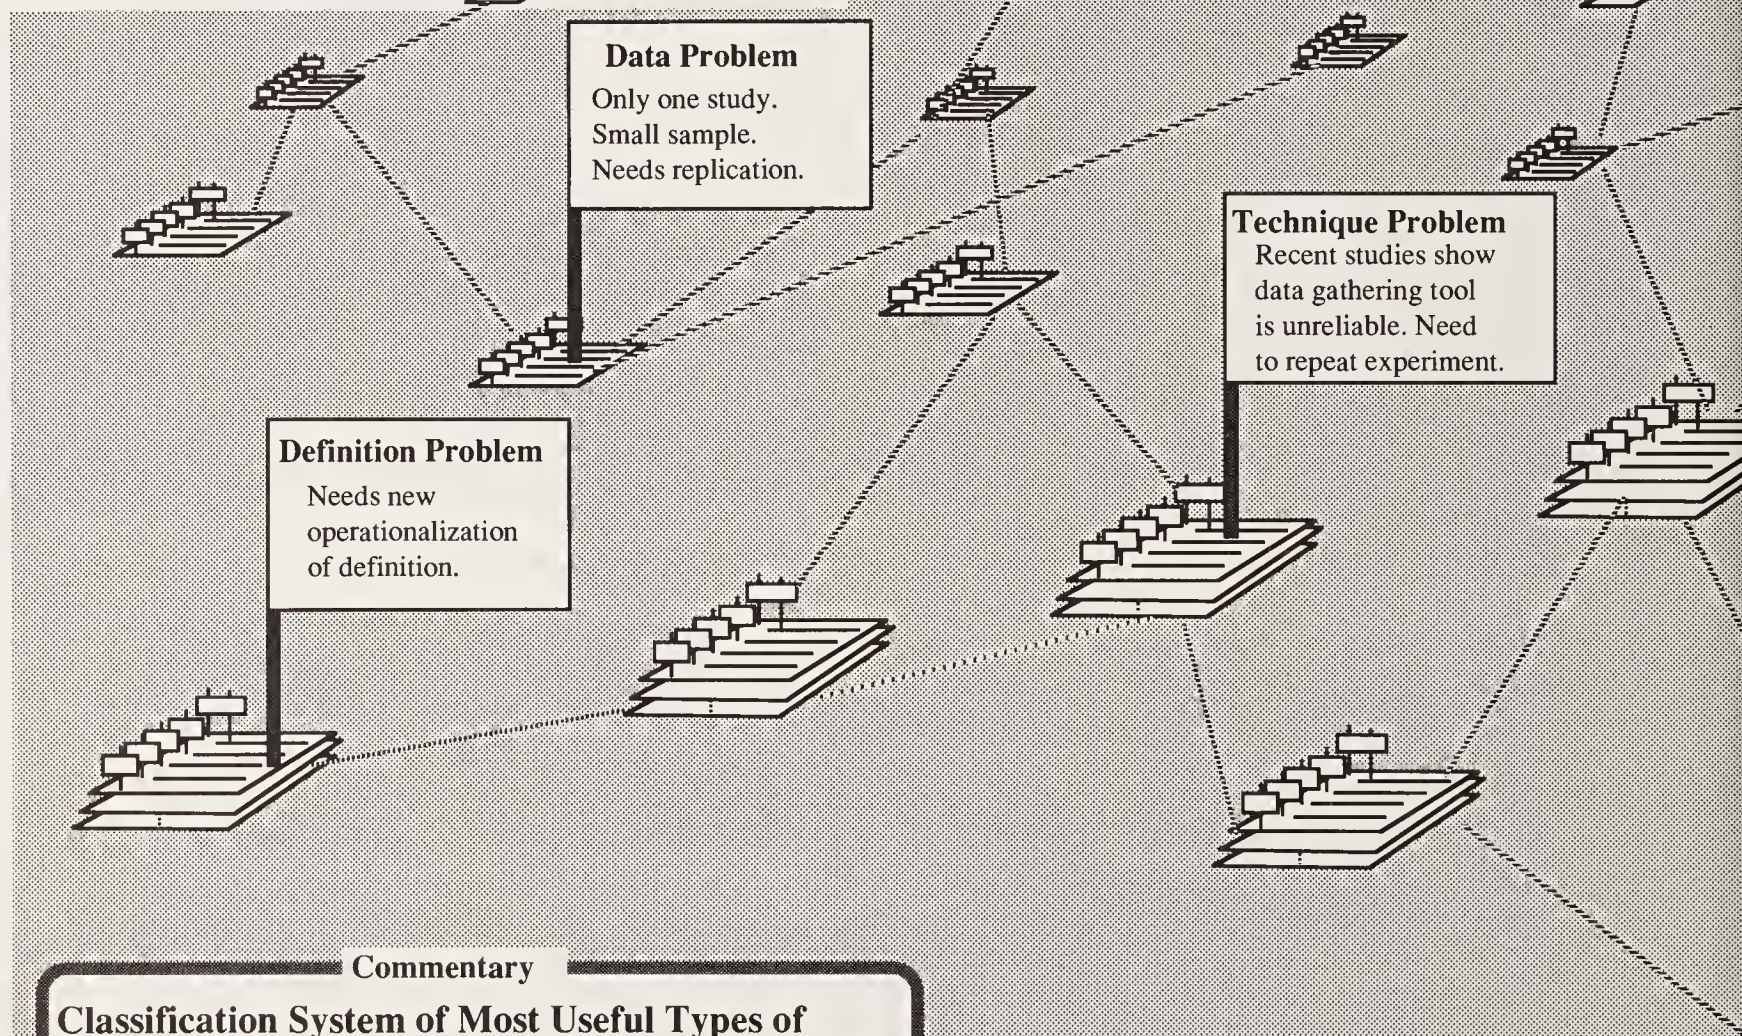 Data Problem
Only one study.
Small sample.
Needs replication.
Technique Problem
Recent studies show
data gathering tool
is unreliable. Need
to repeat experiment.
Definition Problem
Needs new
operationalization
of definition.
Commentary
Classification System of Most Useful Types of